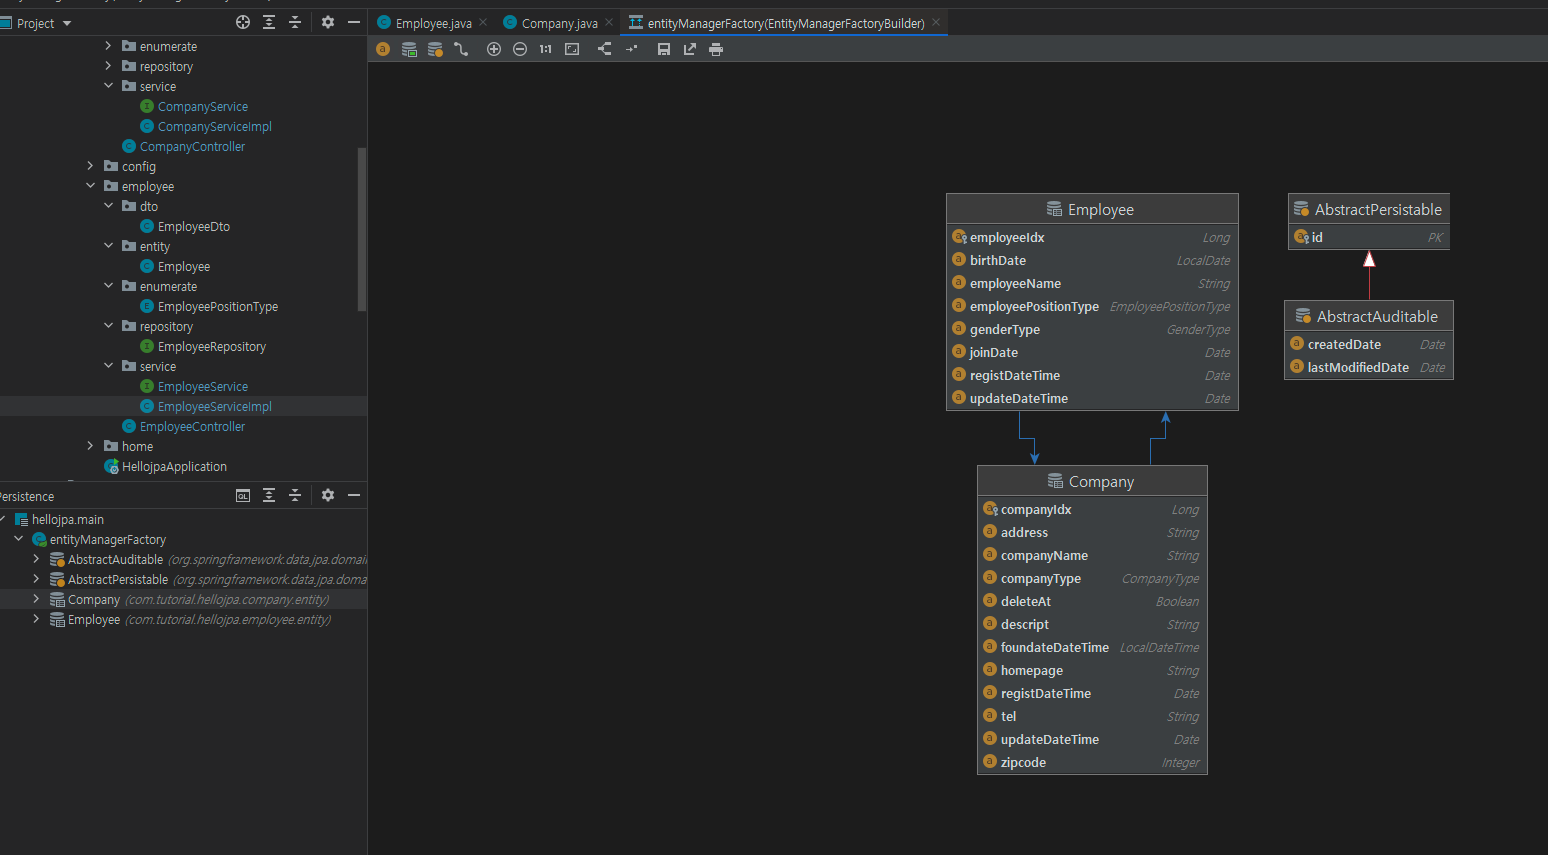 Project
Employee.java
Company.java
entityManagerFactory(EntityManagerFactoryBuilder)
1:1
enumerate
repository
service
CompanyService
CompanyServiceImpl
CompanyController
config
employee
dto
EmployeeDto
entity
Employee
enumerate
EmployeePositionType
repository
EmployeeRepository
service
EmployeeService
EmployeeServiceImpl
EmployeeController
home
HellojpaApplication
Persistence
QL
hellojpa.main
entityManagerFactory
AbstractAuditable (org.springframework.data.jpa.domai
AbstractPersistable (org.springframework.data.jpa.doma
Company (com.tutorial.hellojpa.company.entity)
Employee (com.tutorial.hellojpa.employee.entity)
Employee
employeeIdx Long
birthDate LocalDate
employeeName String
employeePositionType EmployeePositionType
genderType GenderType
joinDate Date
registDateTime Date
updateDateTime Date
AbstractPersistable
id PK
AbstractAuditable
createdDate Date
lastModifiedDate Date
Company
companyIdx Long
address String
companyName String
companyType CompanyType
deleteAt Boolean
descript String
foundateDateTime LocalDateTime
homepage String
registDateTime Date
tel String
updateDateTime Date
zipcode Integer